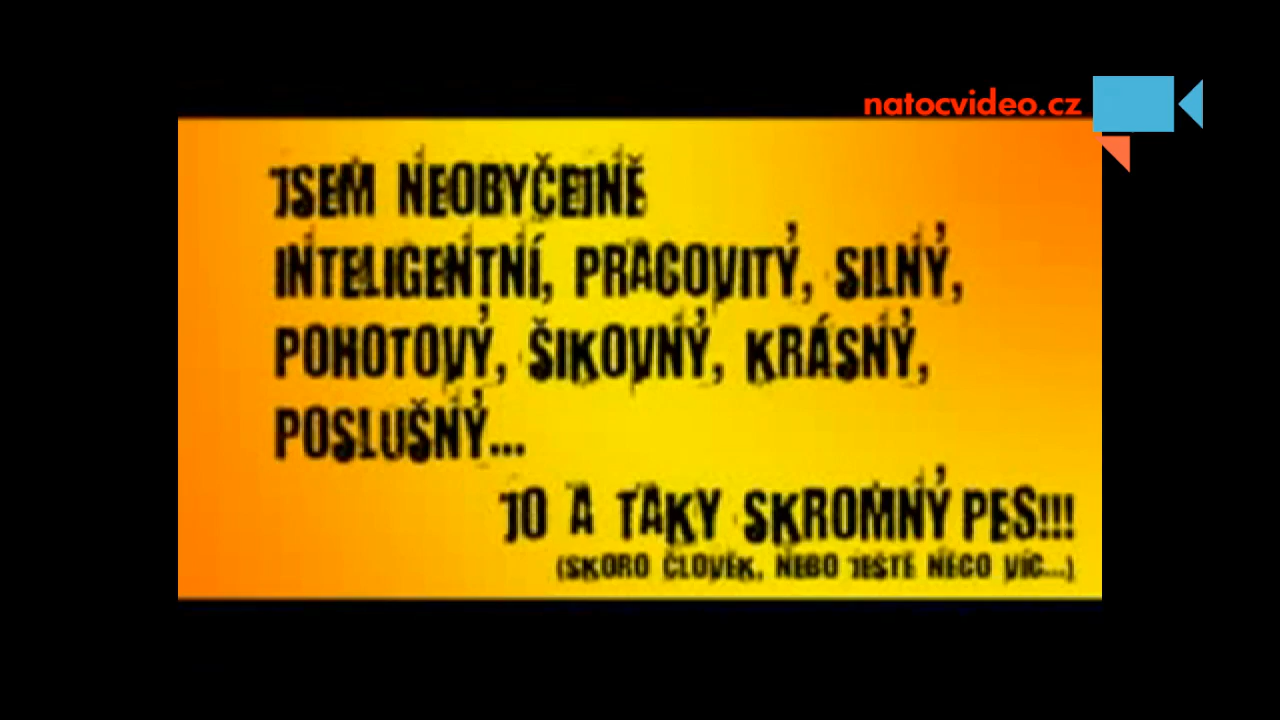 natocvideo.cz
JSEM NEOBYČEJNĚ
INTELIGENTNÍ, PRACOVITÝ, SILNÝ,
POHOTOVÝ, ŠIKOVNÝ, KRÁSNÝ,
POSLUŠNÝ...
JO A TAKY SKROMNÝ PES!!!
(SKORO ČLOVĚK, NEBO JEŠTĚ NĚCO VÍC...)